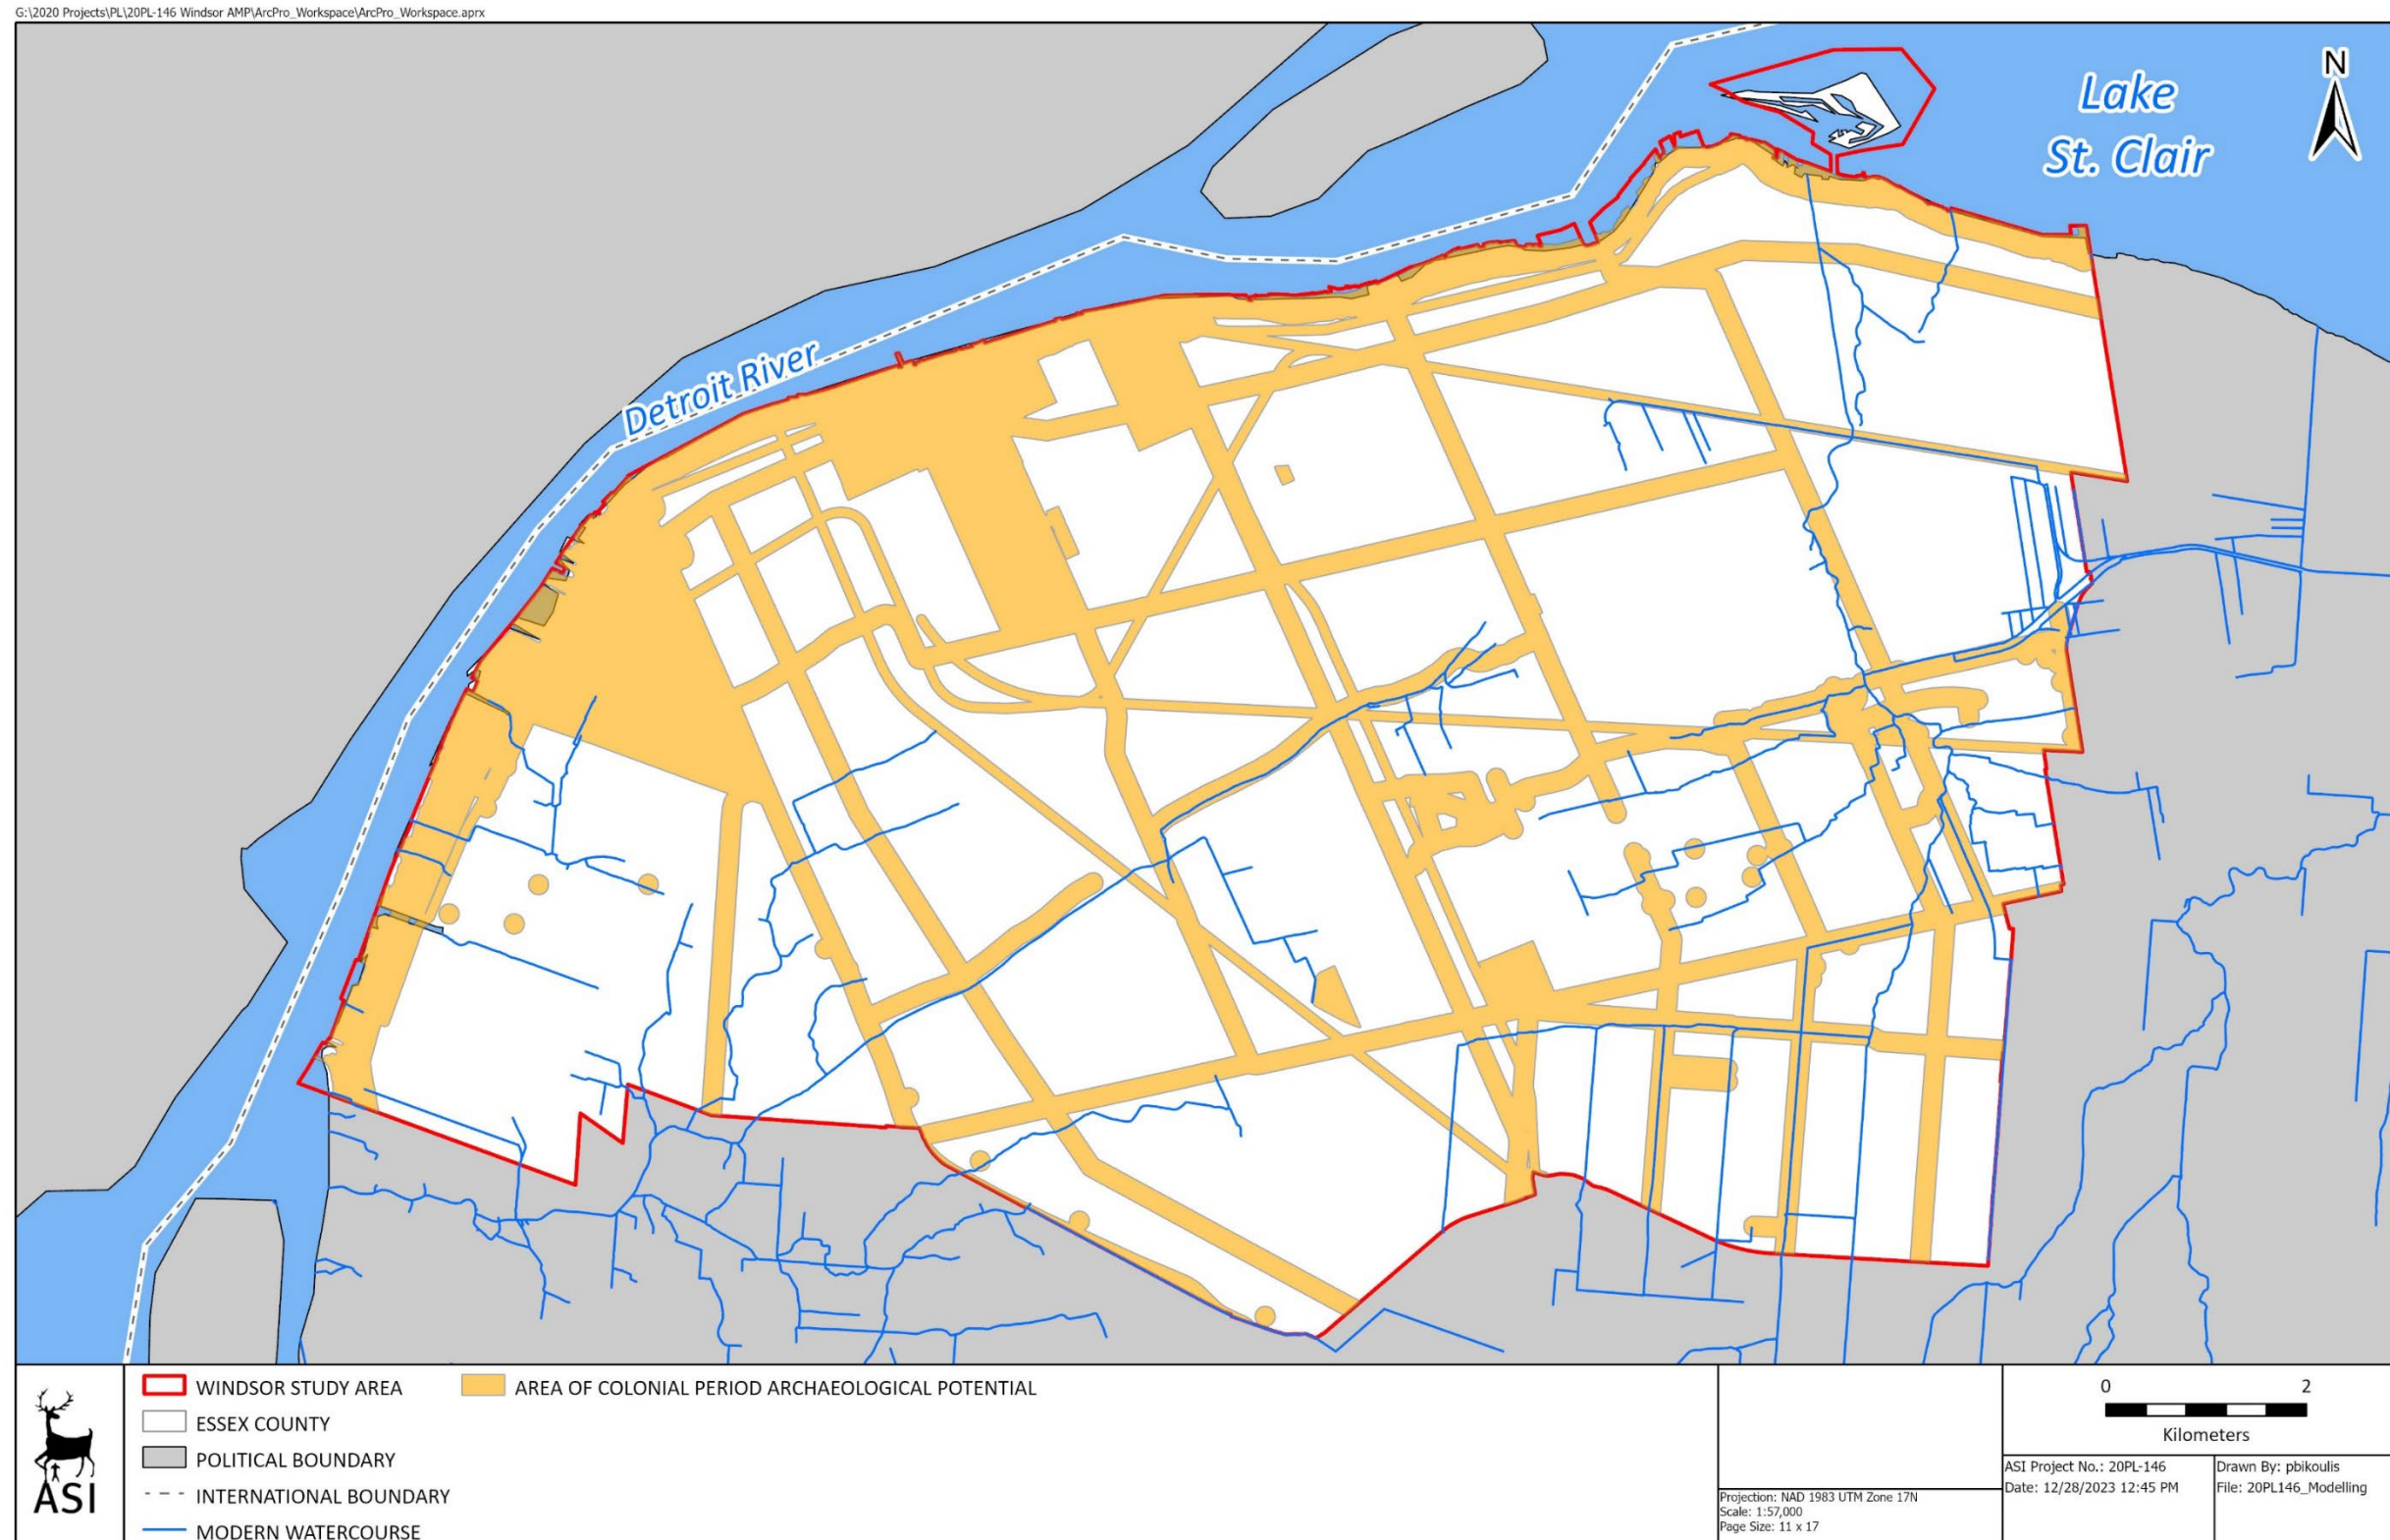 G:\2020 Projects\PL\20PL-146 Windsor AMP\ArcPro_Workspace\ArcPro_Workspace.aprx
N
Lake
St. Clair
Detroit River
WINDSOR STUDY AREA
AREA OF COLONIAL PERIOD ARCHAEOLOGICAL POTENTIAL
ESSEX COUNTY
POLITICAL BOUNDARY
INTERNATIONAL BOUNDARY
MODERN WATERCOURSE
ASI
Projection: NAD 1983 UTM Zone 17N
Scale: 1:57,000
Page Size: 11 x 17
0 2
Kilometers
ASI Project No.: 20PL-146
Date: 12/28/2023 12:45 PM
Drawn By: pbikoulis
File: 20PL146_Modelling